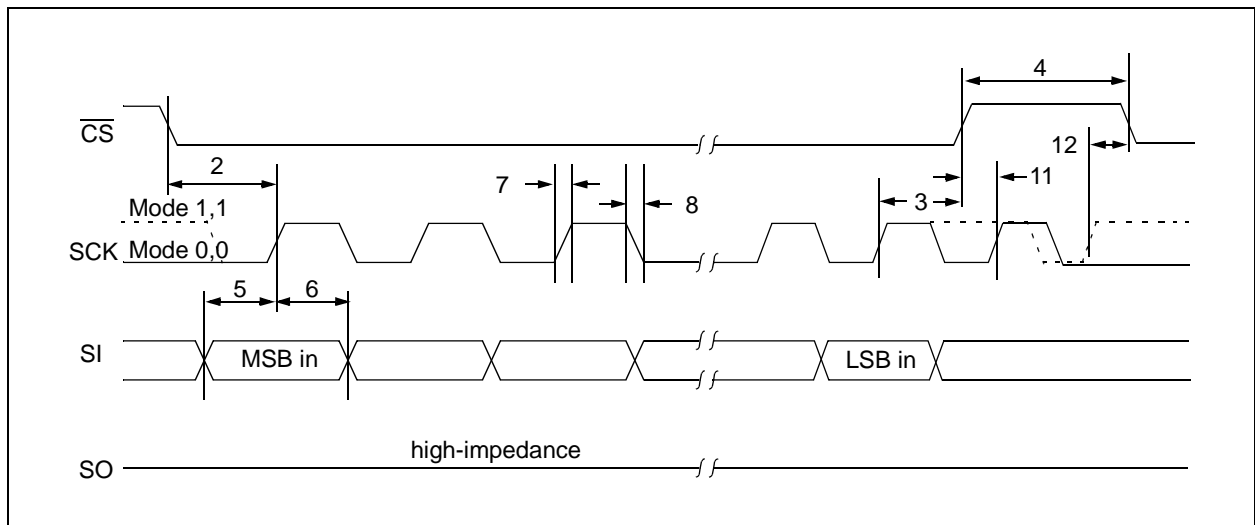 4
CS
12
2
7
11
3
8
Mode 1,1
SCK Mode 0,0
5 6
SI MSB in LSB in
high-impedance
SO